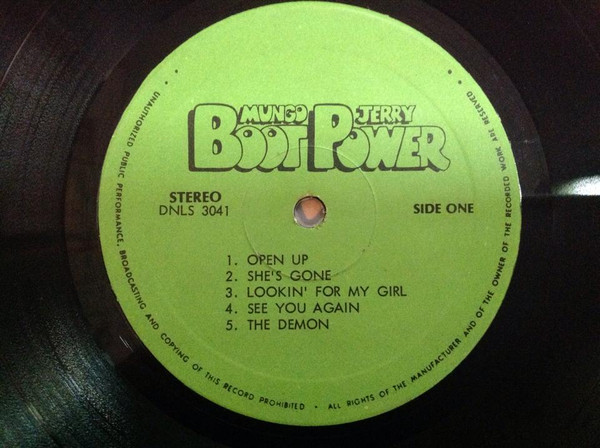 MUNGO JERRY
BOOT POWER
STEREO
DNLS 3041
SIDE ONE
1. OPEN UP
2. SHE'S GONE
3. LOOKIN' FOR MY GIRL
4. SEE YOU AGAIN
5. THE DEMON
UNAUTHORIZED PUBLIC PERFORMANCE, BROADCASTING AND COPYING OF THIS RECORD PROHIBITED • ALL RIGHTS OF THE MANUFACTURER AND OF THE OWNER OF THE RECORDED WORK ARE RESERVED